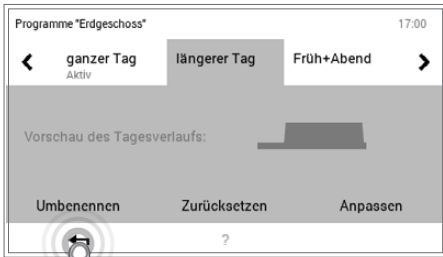 Programme "Erdgeschoss" 17:00
ganzer Tag längerer Tag Früh+Abend
Aktiv
Vorschau des Tagesverlaufs:
Umbenennen Zurücksetzen Anpassen
?